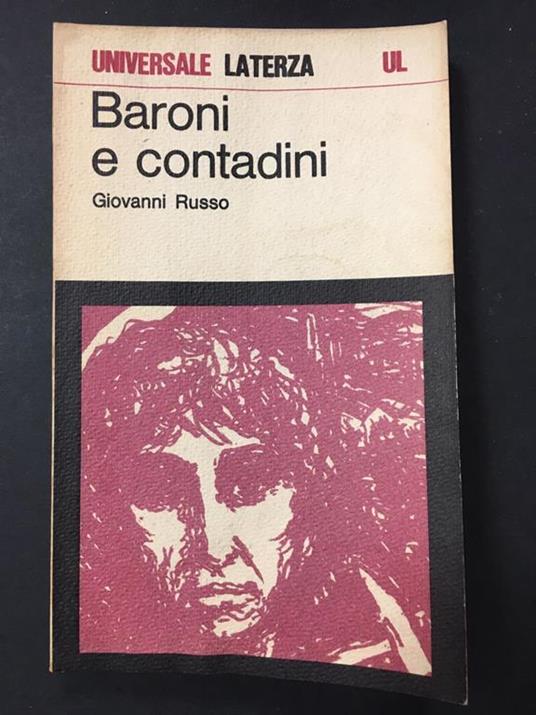 UNIVERSALE LATERZA UL
Baroni
e contadini
Giovanni Russo